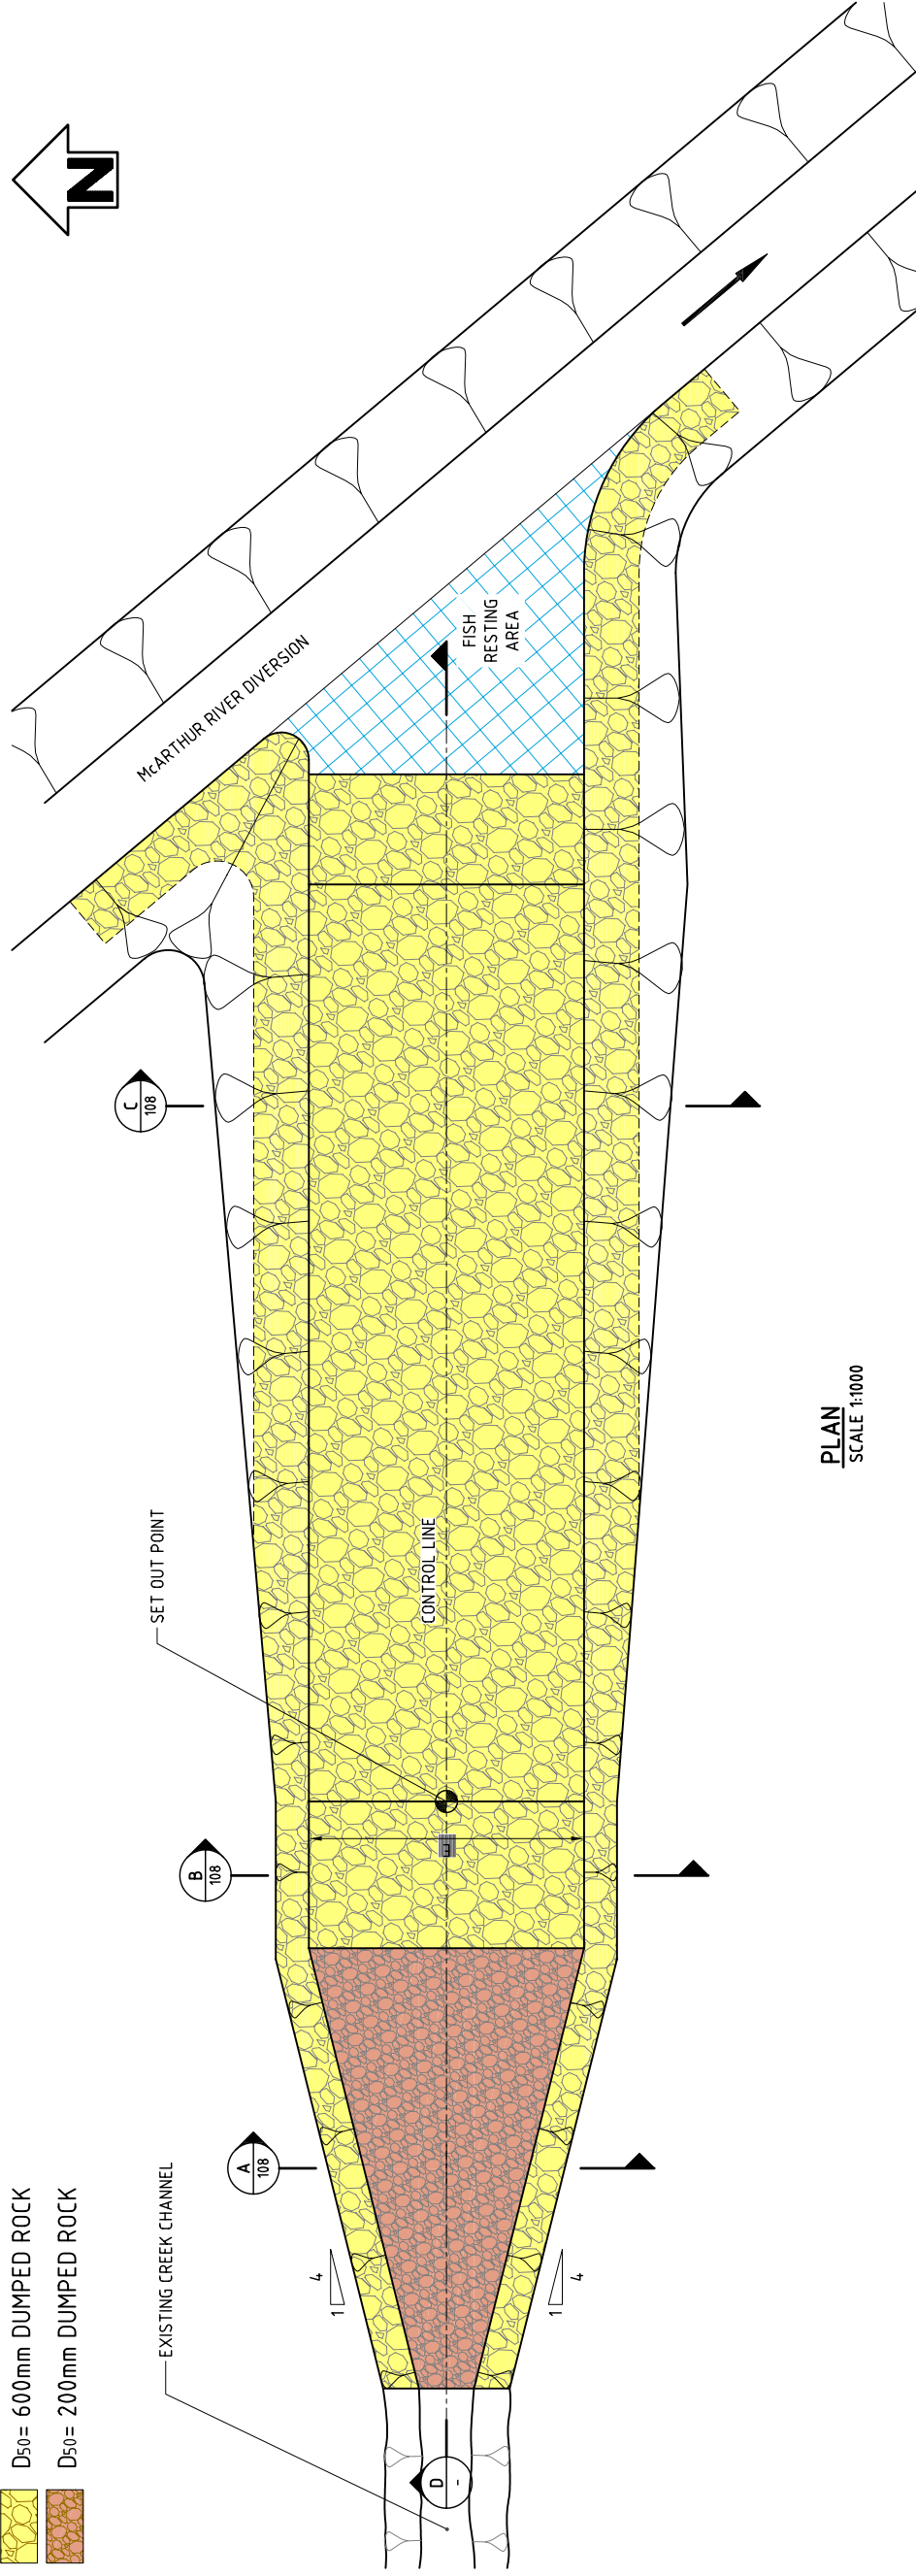 D50= 600mm DUMPED ROCK
D50= 200mm DUMPED ROCK
EXISTING CREEK CHANNEL
SET OUT POINT
N
McARTHUR RIVER DIVERSION
FISH
RESTING
AREA
CONTROL LINE
A
108
B
108
C
108
D
-
1
4
1
4
E
PLAN
SCALE 1:1000